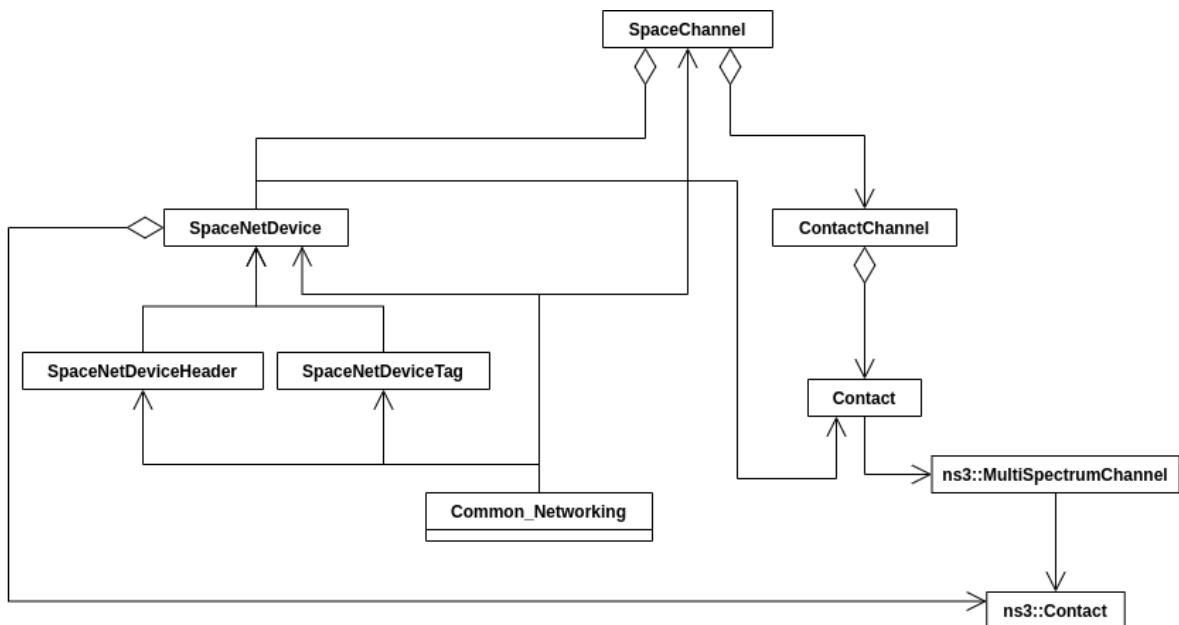 SpaceChannel
SpaceNetDevice
ContactChannel
SpaceNetDeviceHeader
SpaceNetDeviceTag
Contact
ns3::MultiSpectrumChannel
Common_Networking
ns3::Contact